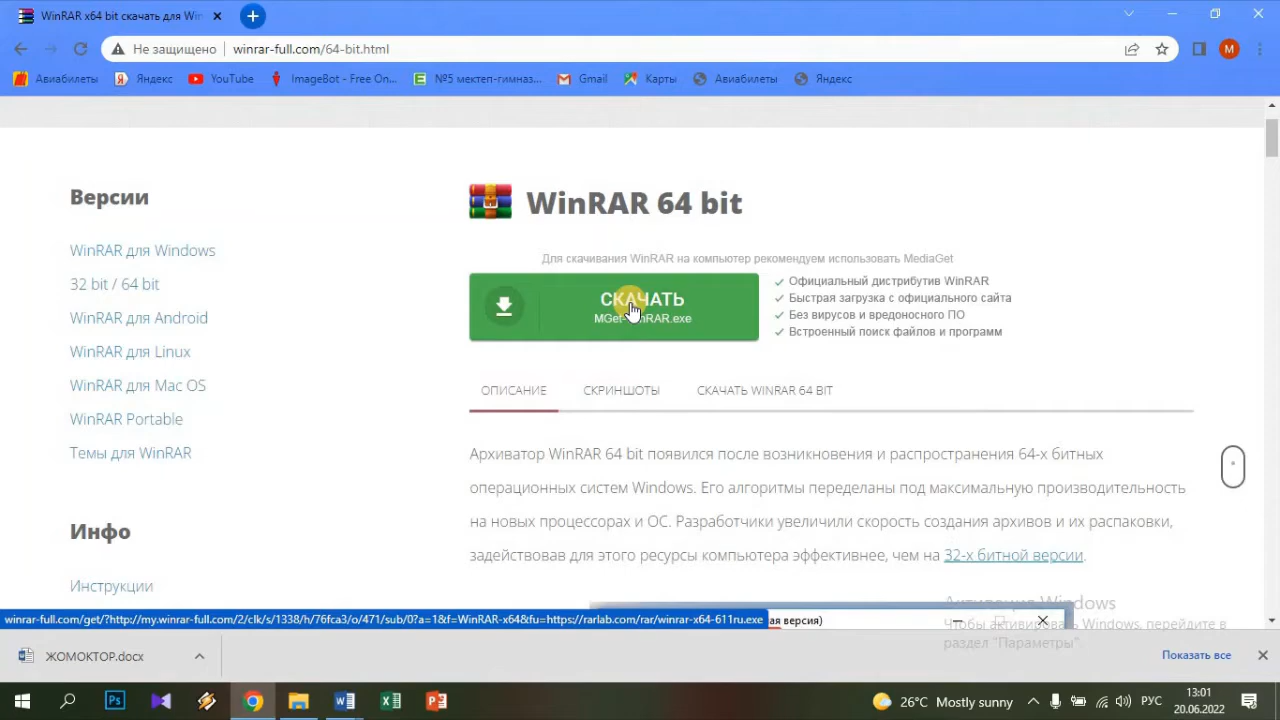 WinRAR x64 bit скачать для Win
Не защищено
winrar-full.com/64-bit.html
M
Авиабилеты
Яндекс
YouTube
ImageBot - Free On...
№5 мектеп-гимназ...
Gmail
Карты
Авиабилеты
Яндекс
Версии
WinRAR для Windows
32 bit / 64 bit
WinRAR для Android
WinRAR для Linux
WinRAR для Mac OS
WinRAR Portable
Темы для WinRAR
Инфо
Инструкции
WinRAR 64 bit
Для скачивания WinRAR на компьютер рекомендуем использовать MediaGet
СКАЧАТЬ
MGet-WinRAR.exe
Официальный дистрибутив WinRAR
Быстрая загрузка с официального сайта
Без вирусов и вредоносного ПО
Встроенный поиск файлов и программ
ОПИСАНИЕ
СКРИНШОТЫ
СКАЧАТЬ WINRAR 64 BIT
Архиватор WinRAR 64 bit появился после возникновения и распространения 64-х битных
операционных систем Windows. Его алгоритмы переделаны под максимальную производительность
на новых процессорах и ОС. Разработчики увеличили скорость создания архивов и их распаковки,
задействовав для этого ресурсы компьютера эффективнее, чем на 32-х битной версии.
Активация Windows
Чтобы активировать Windows, перейдите в
раздел "Параметры".
winrar-full.com/get/?http://my.winrar-full.com/2/clk/s/1338/h/76fca3/o/471/sub/0?a=1&f=WinRAR-x64&fu=https://rarlab.com/rar/winrar-x64-611ru.exe
ая версия)
ЖОМОКТОР.docx
Показать все
Ps
26°C Mostly sunny
РУС
13:01
20.06.2022